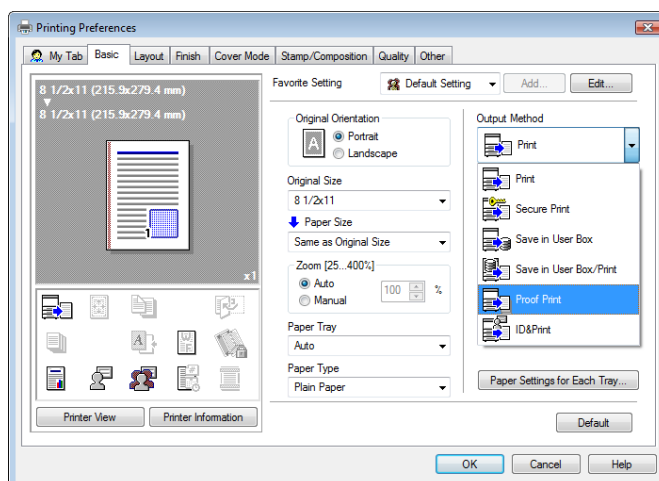 Printing Preferences
My Tab Basic Layout Finish Cover Mode Stamp/Composition Quality Other
8 1/2x11 (215.9x279.4 mm)
8 1/2x11 (215.9x279.4 mm)
1
x1
Printer View Printer Information
Favorite Setting Default Setting Add... Edit...
Original Orientation
A
Portrait
Landscape
Original Size
8 1/2x11
Paper Size
Same as Original Size
Zoom [25...400%]
Auto
Manual
100 %
Paper Tray
Auto
Paper Type
Plain Paper
Output Method
Print
Print
Secure Print
Save in User Box
Save in User Box/Print
Proof Print
ID&Print
Paper Settings for Each Tray...
Default
OK Cancel Help